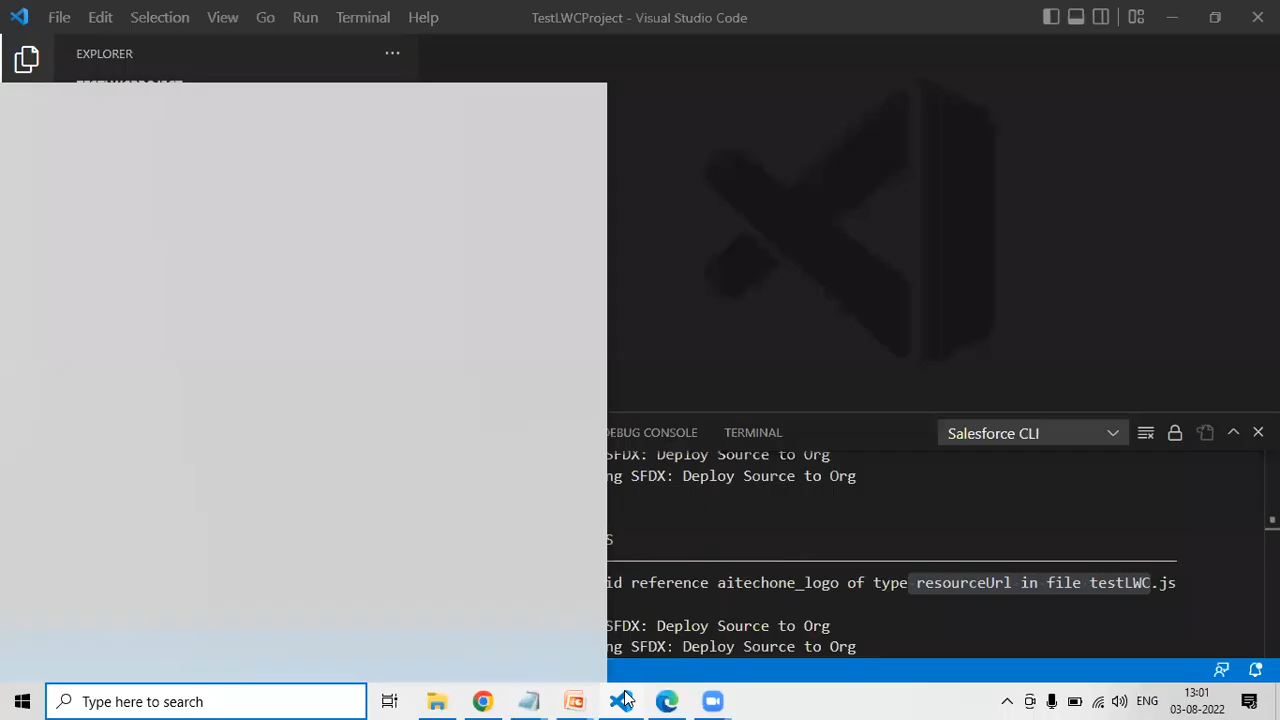 File Edit Selection View Go Run Terminal Help
TestLWCProject - Visual Studio Code
EXPLORER
TESTLWCPROJECT
DEBUG CONSOLE TERMINAL
Salesforce CLI
SFDX: Deploy Source to Org
ng SFDX: Deploy Source to Org
S
id reference aitechone_logo of type resourceUrl in file testLWC.js
SFDX: Deploy Source to Org
ng SFDX: Deploy Source to Org
Type here to search
ENG
13:01
03-08-2022